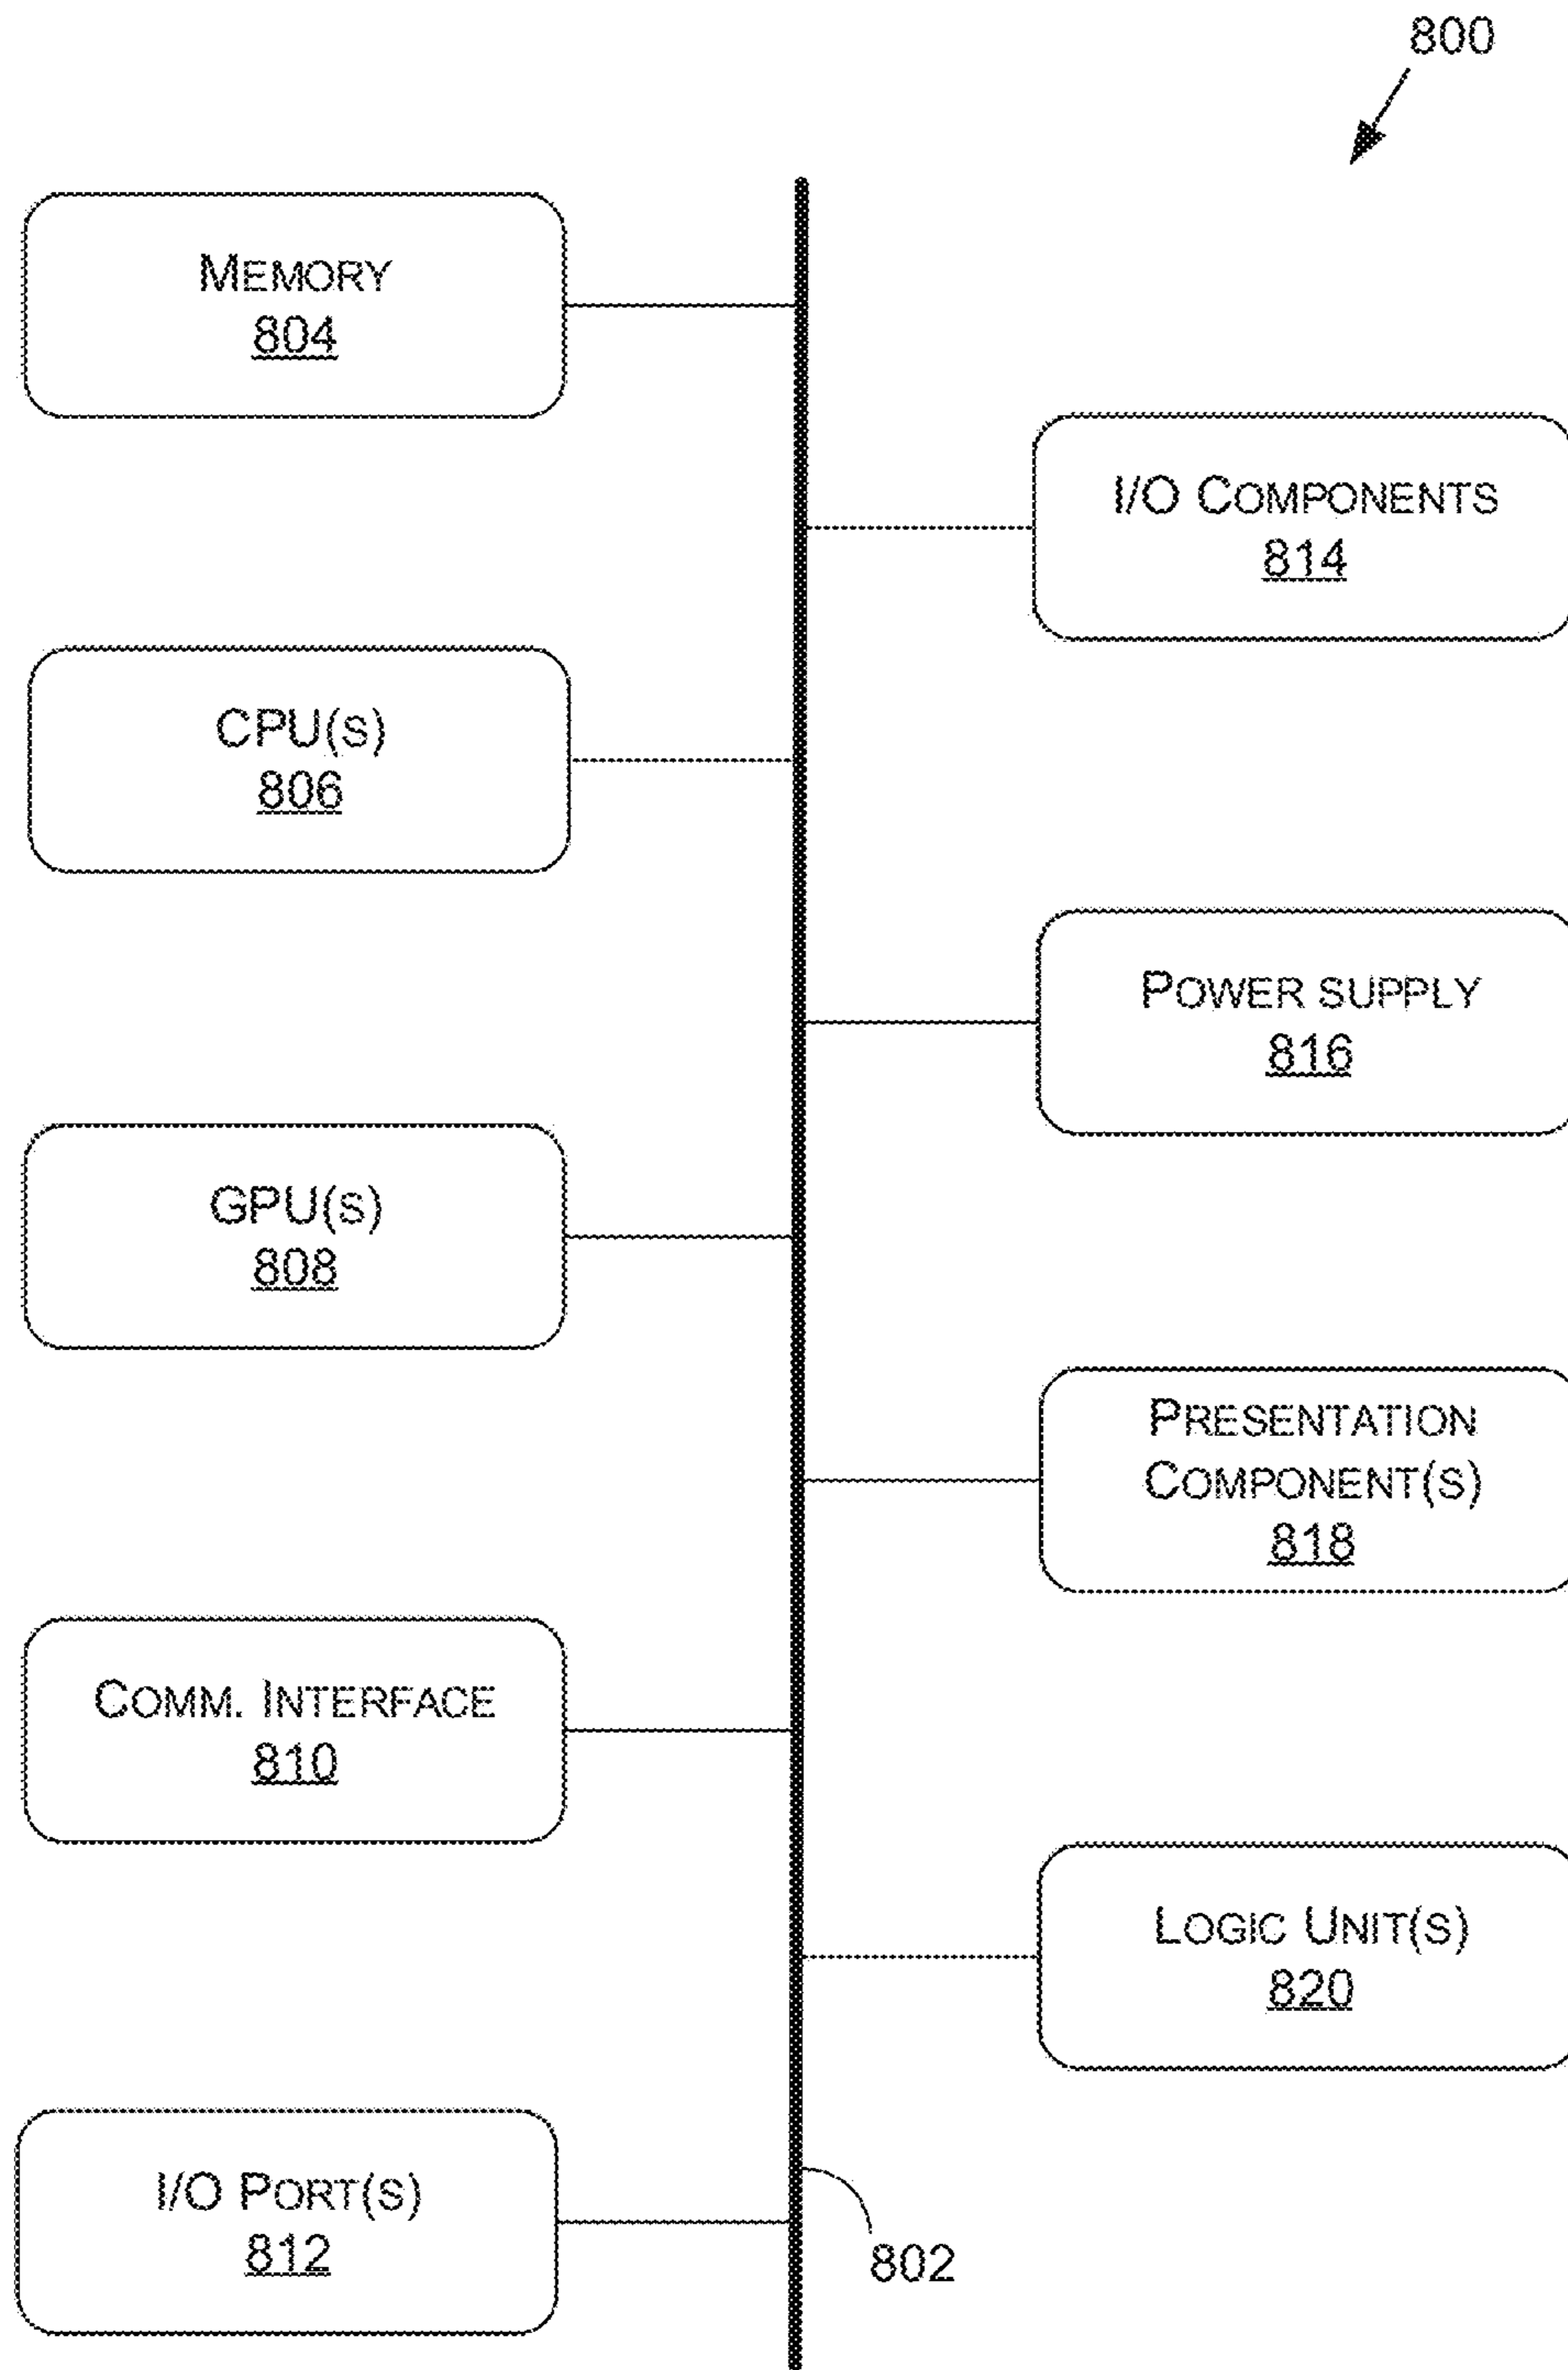 800
MEMORY
804
I/O COMPONENTS
814
CPU(S)
806
POWER SUPPLY
816
GPU(S)
808
PRESENTATION
COMPONENT(S)
818
COMM. INTERFACE
810
LOGIC UNIT(S)
820
I/O PORT(S)
812
802